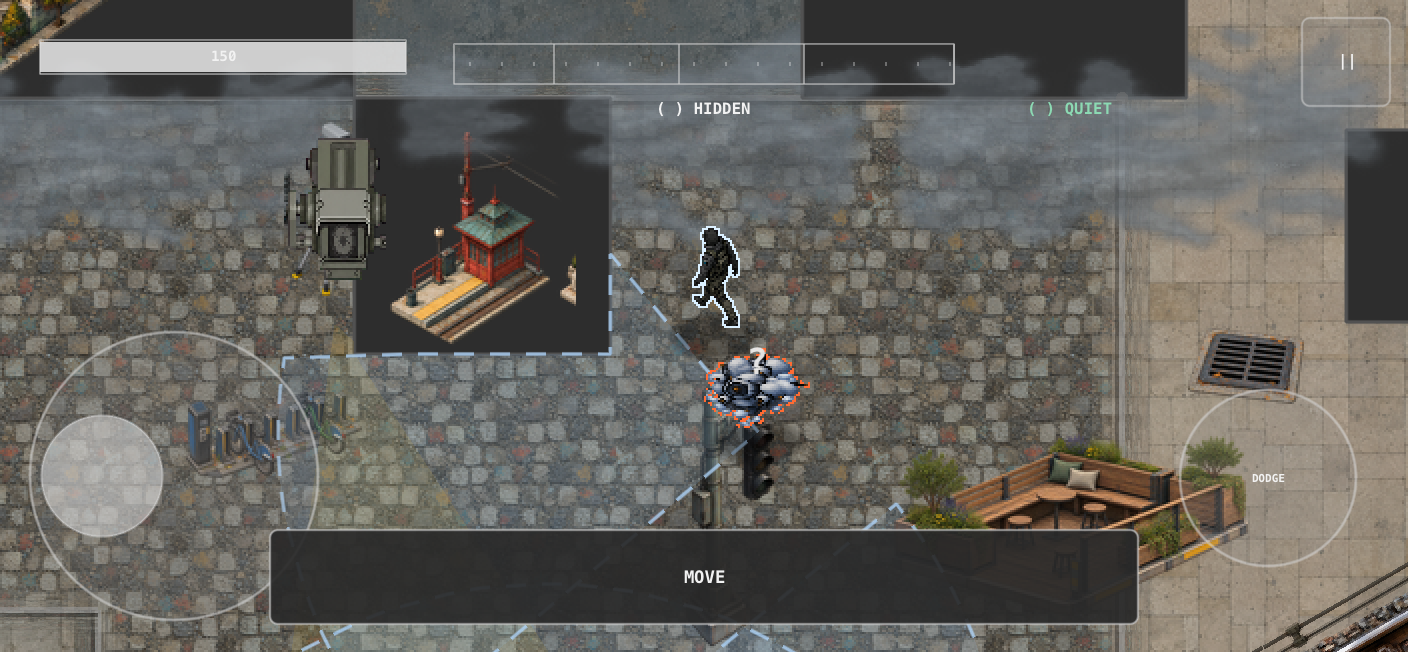 150
||
( ) HIDDEN
( ) QUIET
?
DODGE
MOVE